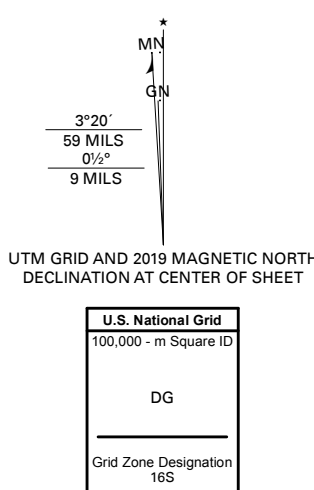 ★
MN
GN
3°20´
59 MILS
0½°
9 MILS
UTM GRID AND 2019 MAGNETIC NORTH
DECLINATION AT CENTER OF SHEET
U.S. National Grid
100,000 - m Square ID
DG
Grid Zone Designation
16S